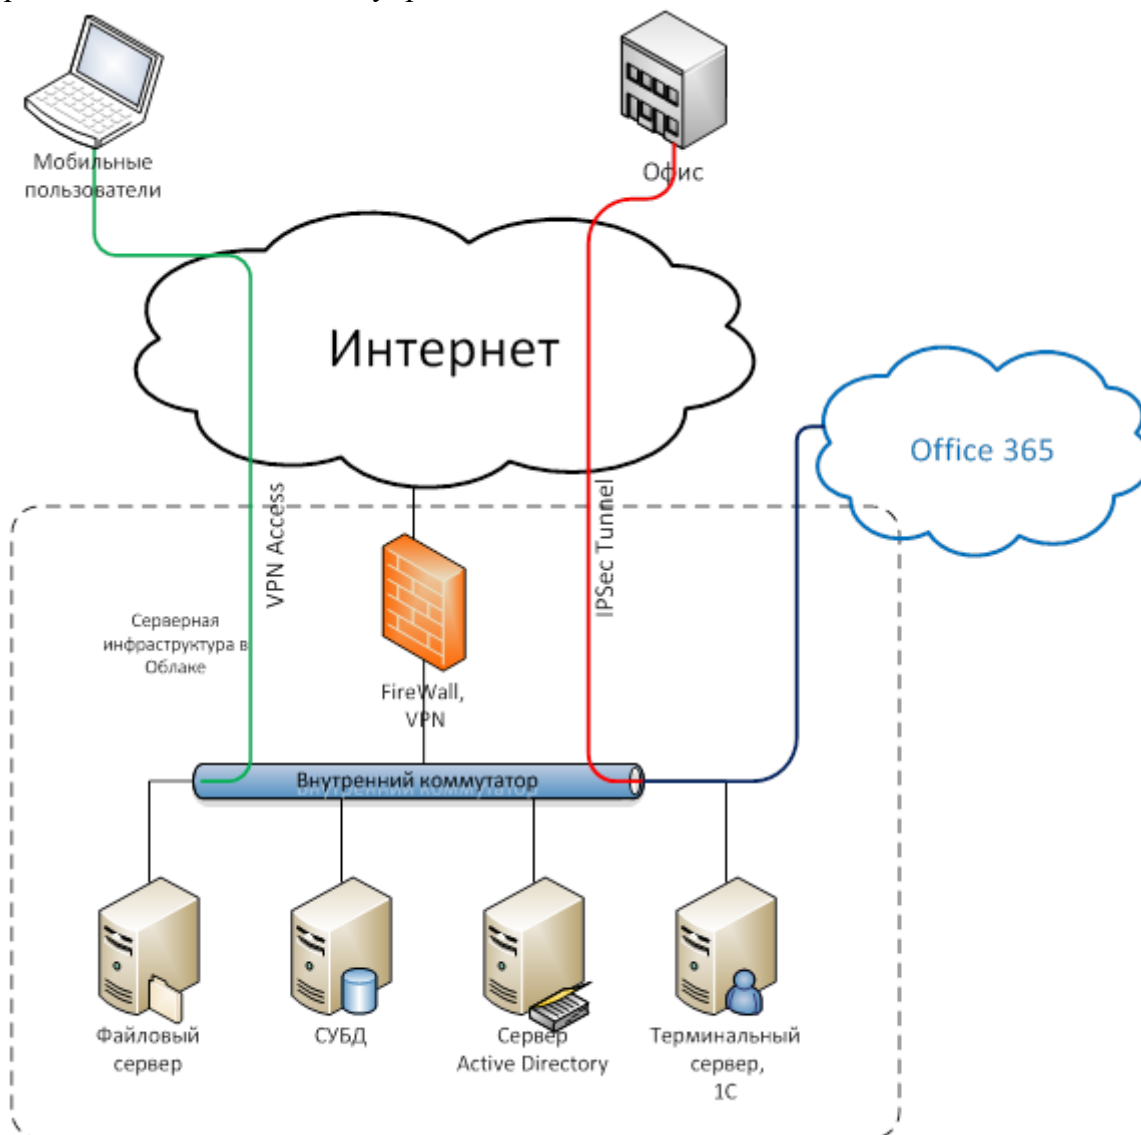 Мобильные
пользователи
Офис
Интернет
Office 365
VPN Access
IPSec Tunnel
Серверная
инфраструктура в
Облаке
FireWall,
VPN
Внутренний коммутатор
Файловый
сервер
СУБД
Сервер
Active Directory
Терминальный
сервер,
1С